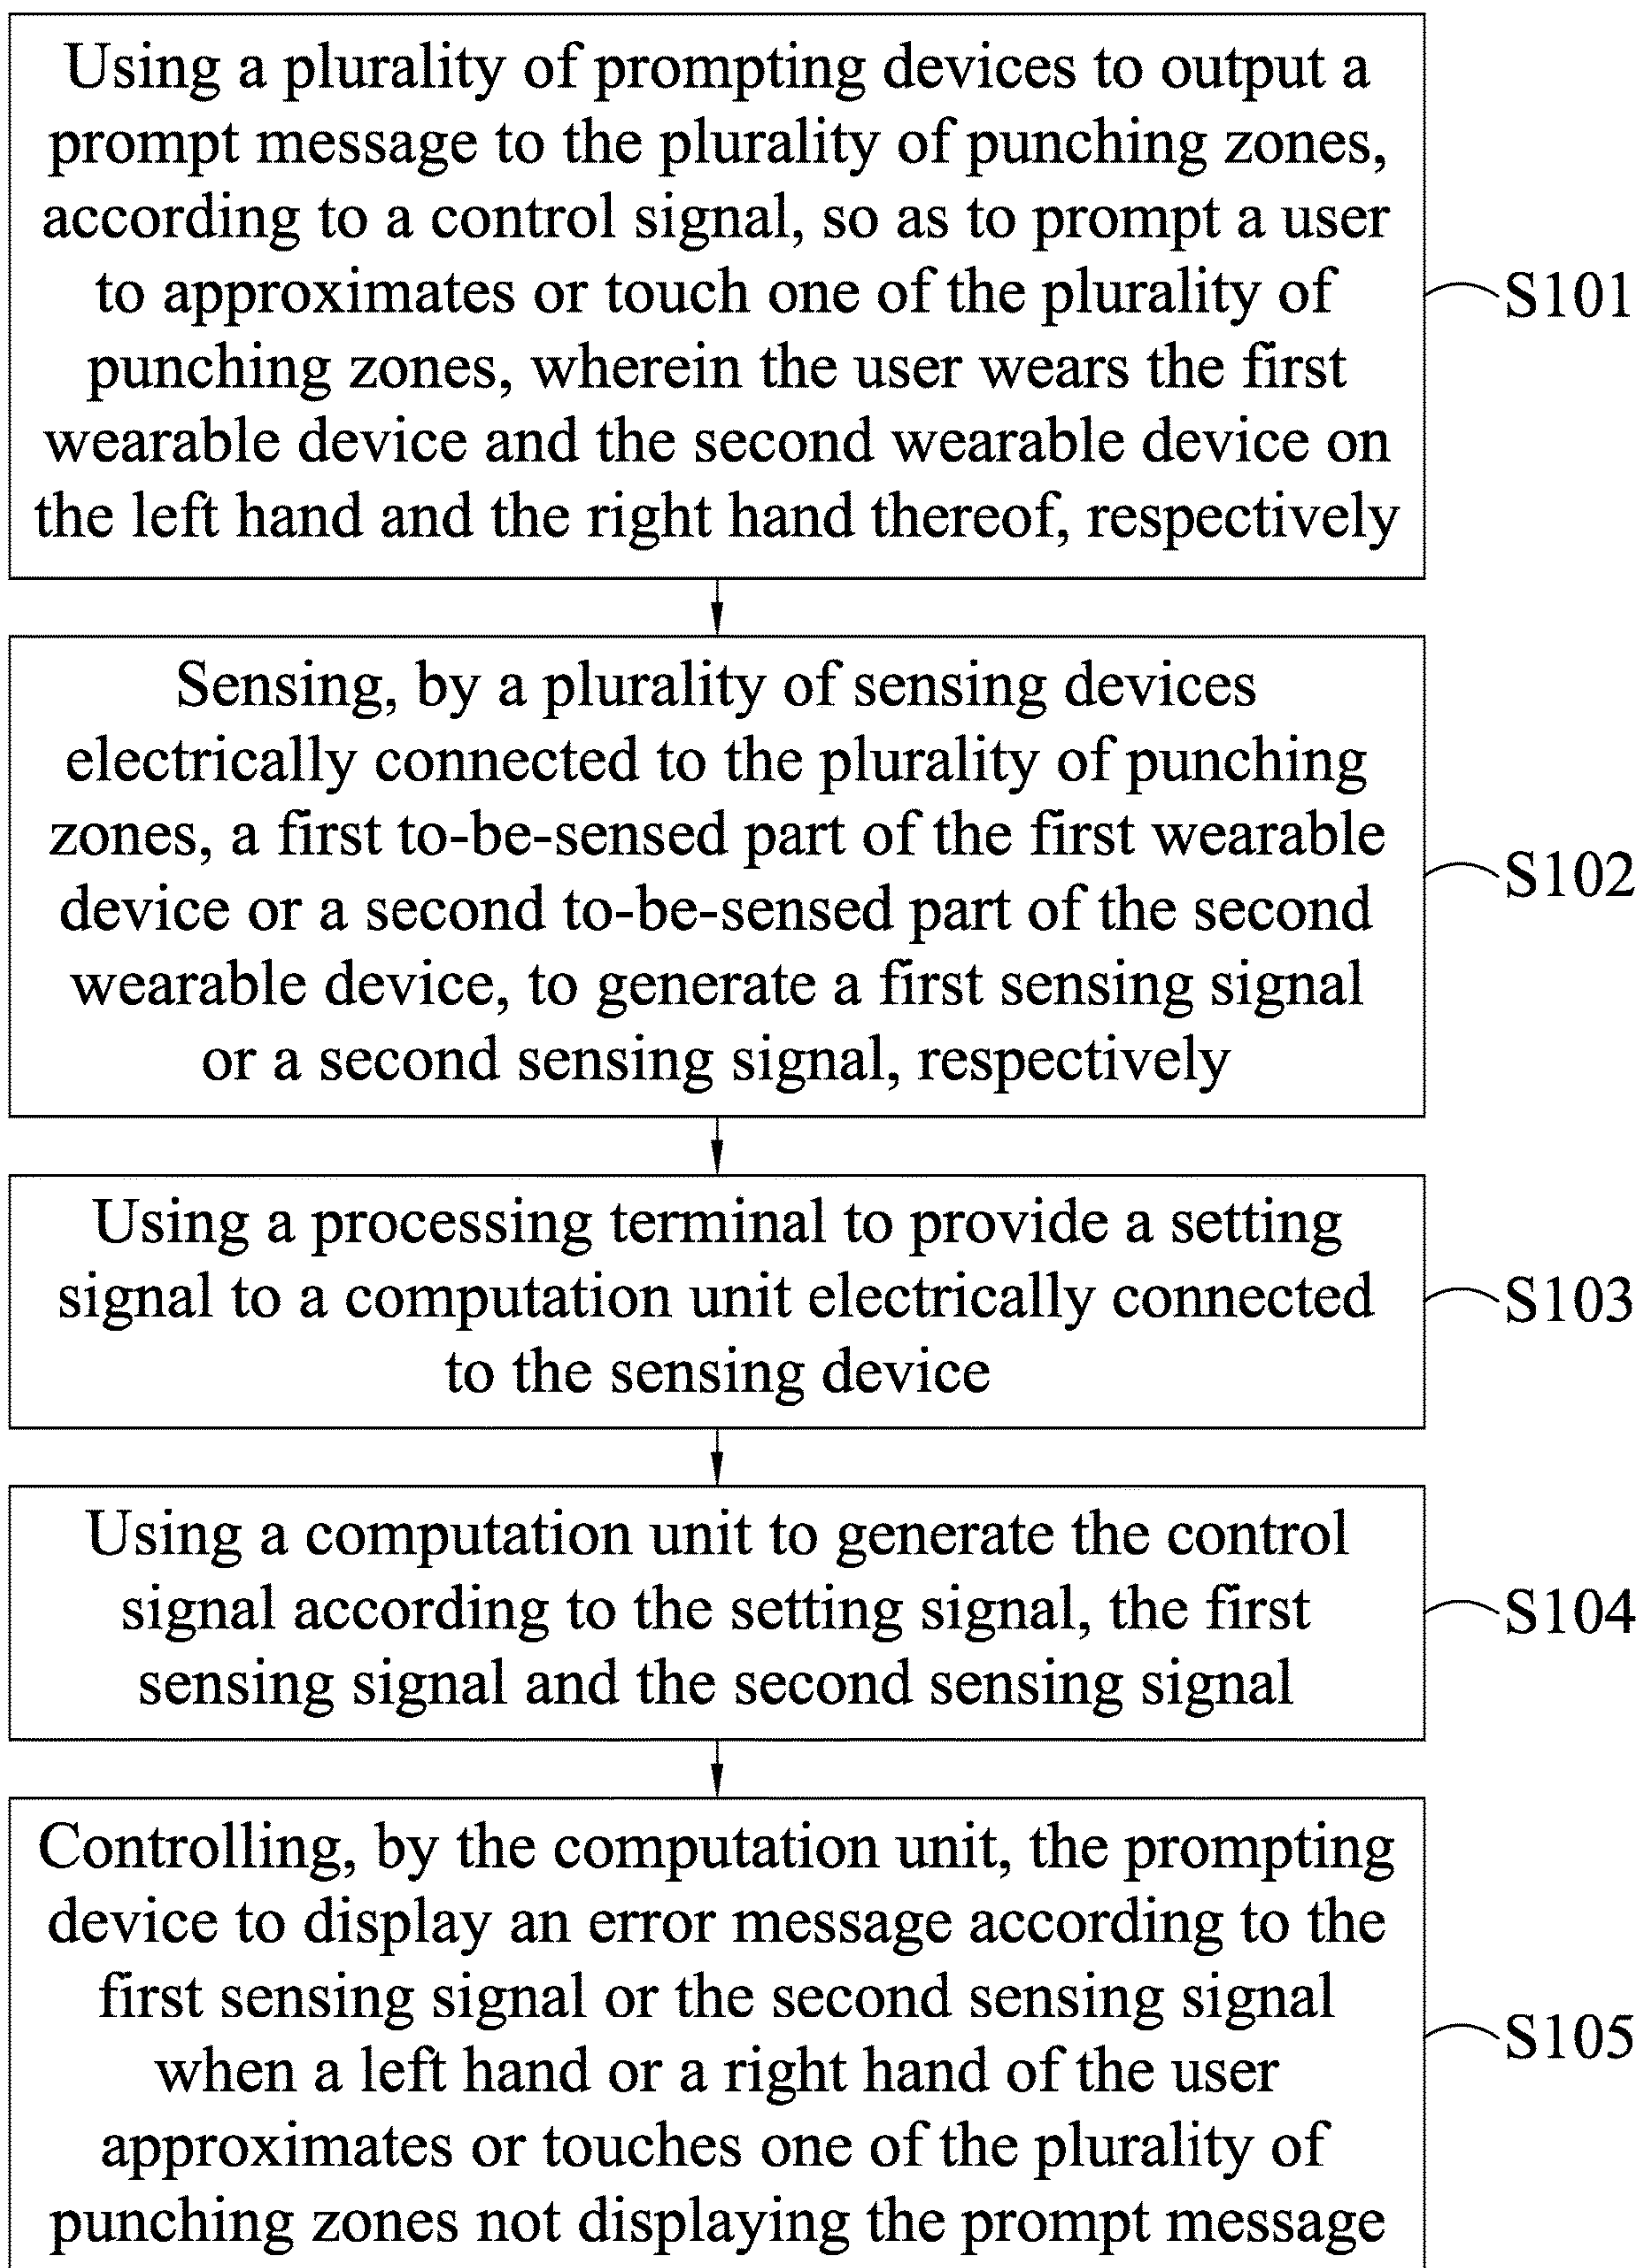 Using a plurality of prompting devices to output a
prompt message to the plurality of punching zones,
according to a control signal, so as to prompt a user
to approximates or touch one of the plurality of
punching zones, wherein the user wears the first
wearable device and the second wearable device on
the left hand and the right hand thereof, respectively
S101
Sensing, by a plurality of sensing devices
electrically connected to the plurality of punching
zones, a first to-be-sensed part of the first wearable
device or a second to-be-sensed part of the second
wearable device, to generate a first sensing signal
or a second sensing signal, respectively
S102
Using a processing terminal to provide a setting
signal to a computation unit electrically connected
to the sensing device
S103
Using a computation unit to generate the control
signal according to the setting signal, the first
sensing signal and the second sensing signal
S104
Controlling, by the computation unit, the prompting
device to display an error message according to the
first sensing signal or the second sensing signal
when a left hand or a right hand of the user
approximates or touches one of the plurality of
punching zones not displaying the prompt message
S105